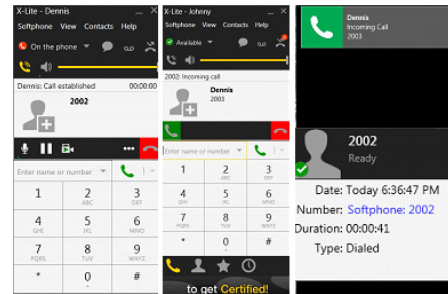 X-Lite - Dennis
Softphone View Contacts Help
On the phone
Dennis: Call established 00:00:00
2002
Enter name or number
1 2 3
ABC DEF
4 5 6
GHI JKL MNO
7 8 9
PQRS TUV WXYZ
* 0 #
X-Lite - Johnny
Softphone View Contacts Help
Available
2002: Incoming call
Dennis
2003
Enter name or number
1 2 3
ABC DEF
4 5 6
GHI JKL MNO
7 8 9
PQRS TUV WXYZ
* 0 #
to get Certified!
Dennis
Incoming Call
2003
2002
Ready
Date: Today 6:36:47 PM
Number: Softphone: 2002
Duration: 00:00:41
Type: Dialed